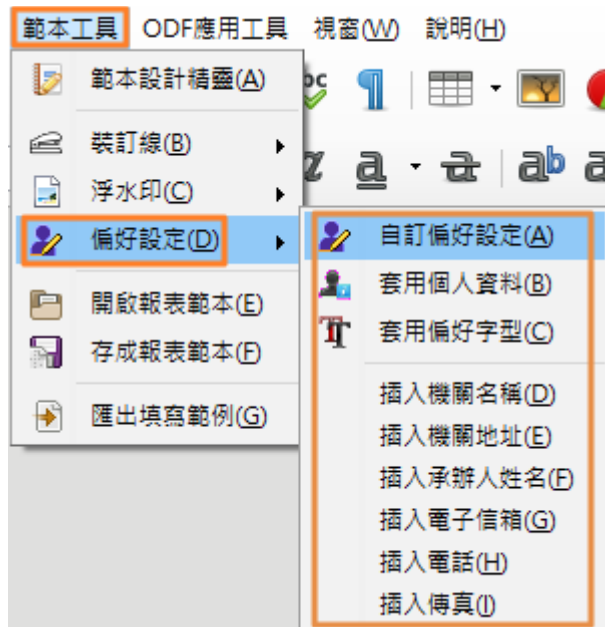 範本工具 ODF應用工具 視窗(W) 說明(H)
範本設計精靈(A)
裝訂線(B)
浮水印(C)
偏好設定(D)
開啟報表範本(E)
存成報表範本(F)
匯出填寫範例(G)
自訂偏好設定(A)
套用個人資料(B)
套用偏好字型(C)
插入機關名稱(D)
插入機關地址(E)
插入承辦人姓名(F)
插入電子信箱(G)
插入電話(H)
插入傳真(I)